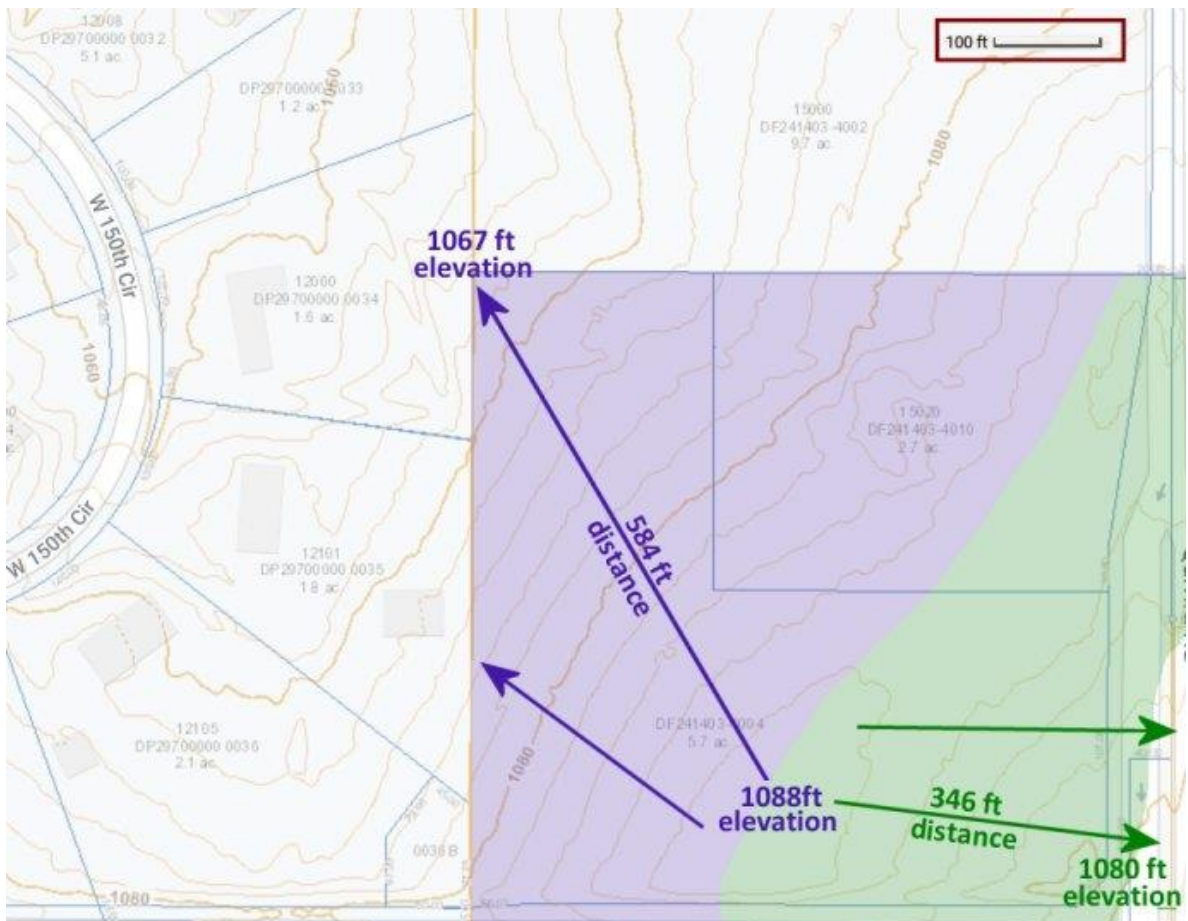 12008
DP29700000 0032
5.1 ac
DP29700000 0033
1.2 ac
1060
100 ft
15000
DF241403-4002
9.7 ac
1080
W 150th Cir
1067 ft
elevation
12060
DP29700000 0034
1.6 ac
1060
15020
DF241403-4010
2.7 ac
W 150th Cir
584 ft
distance
12101
DP29700000 0035
1.8 ac
12105
DP29700000 0036
2.1 ac
5.7 ac
1080
1088ft
elevation
346 ft
distance
0036B
1080 ft
elevation
1080